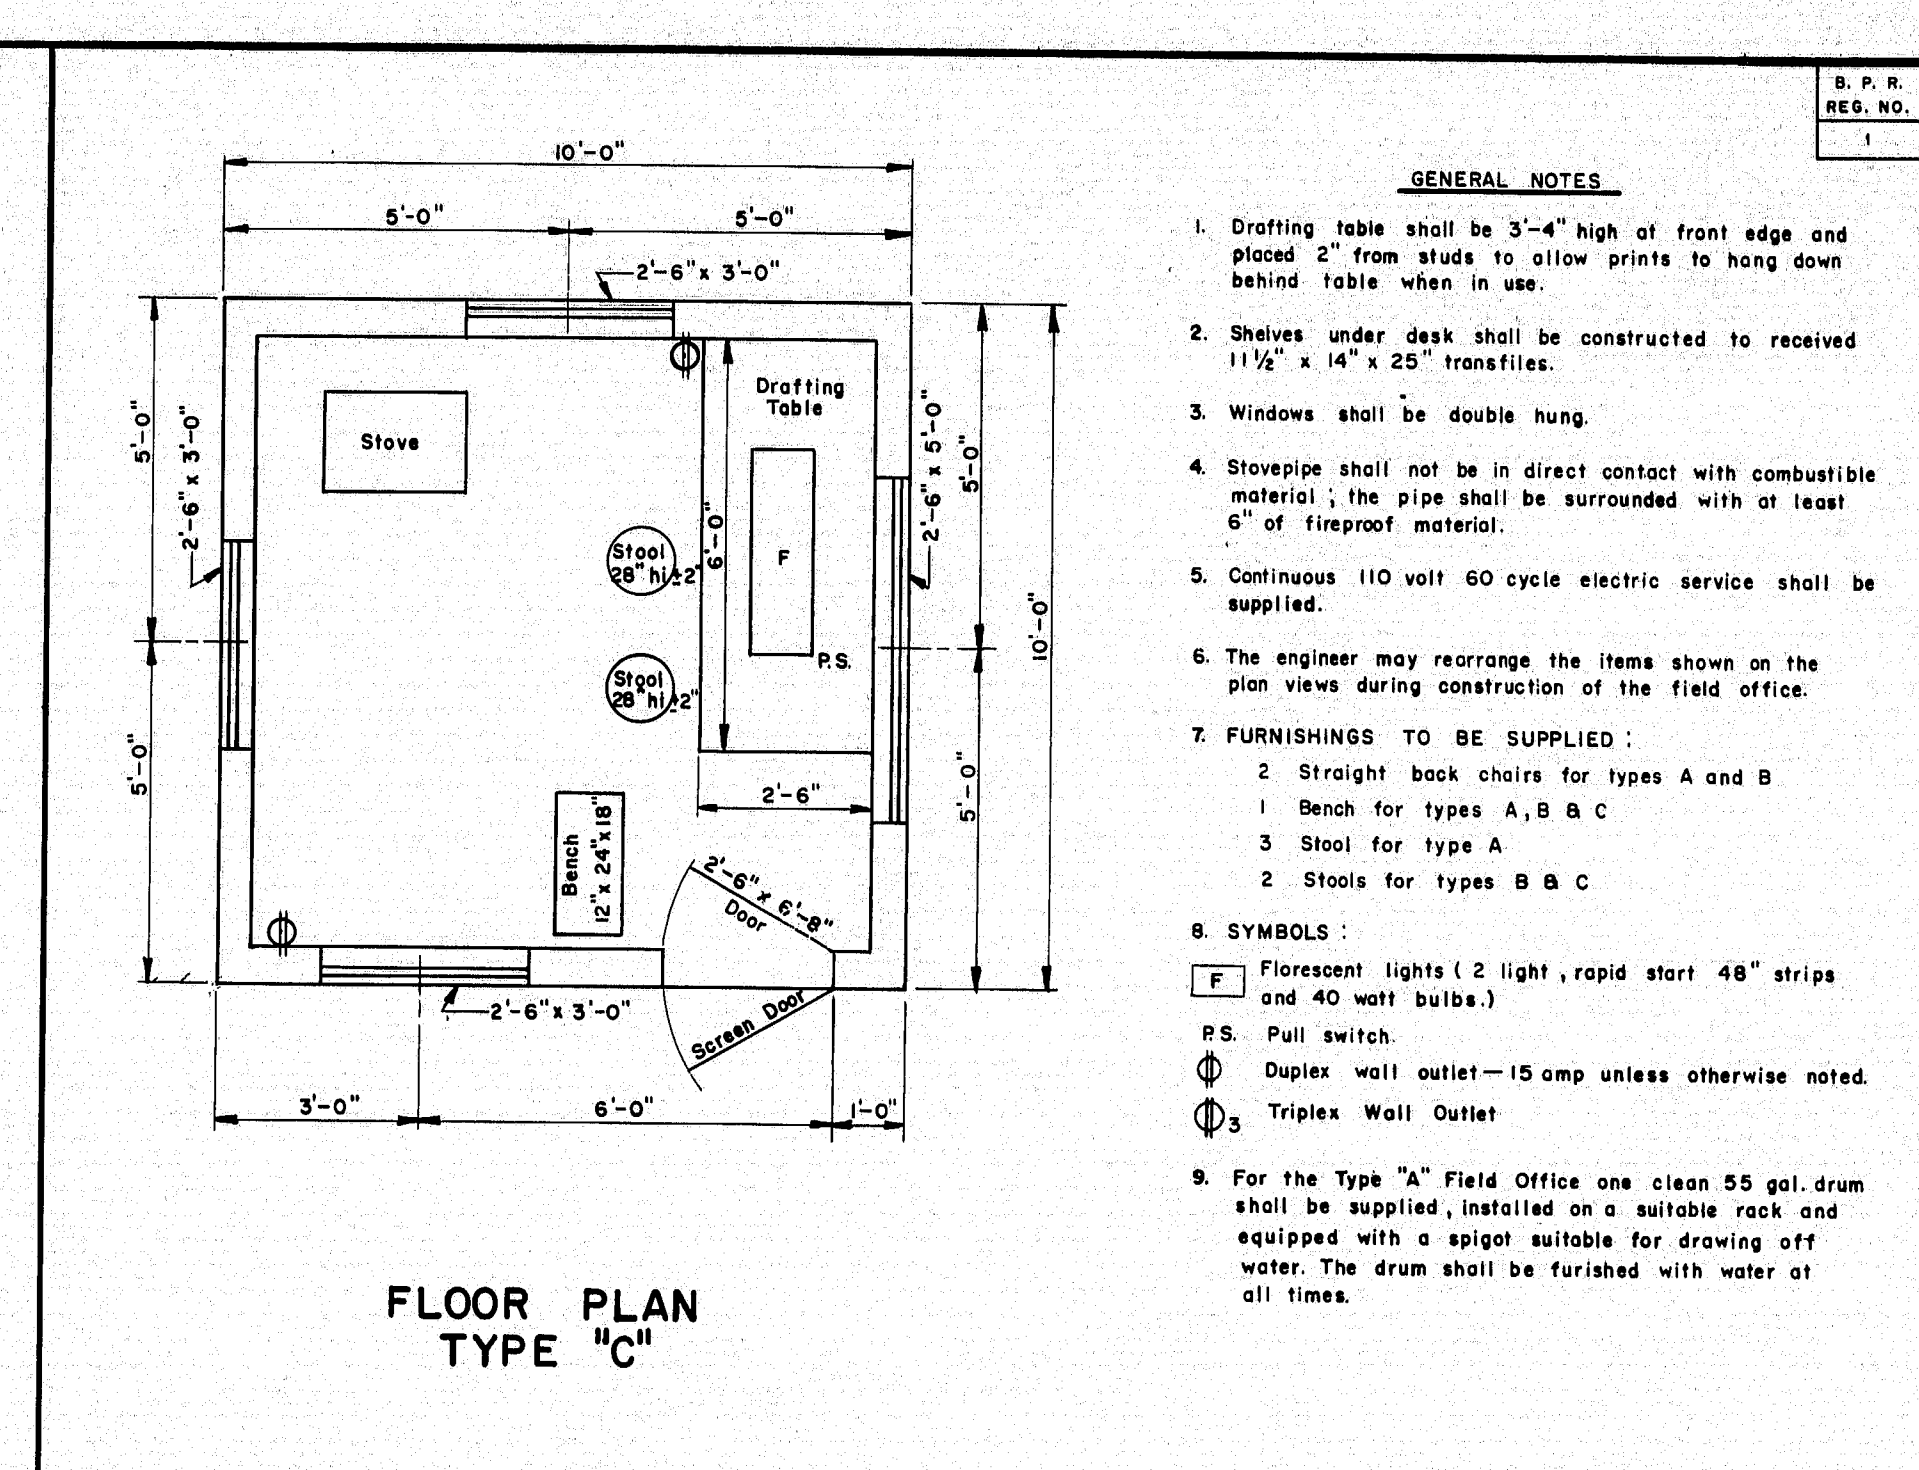 B. P. R.
REG. NO.
1
10'-0"
5'-0"
5'-0"
2'-6" x 3'-0"
5'-0"
2'-6" x 3'-0"
5'-0"
Stove
Drafting
Table
6'-0"
F
P.S.
Stool
28" hi ±2"
Stool
28" hi ±2"
2'-6" x 5'-0"
5'-0"
10'-0"
5'-0"
2'-6"
Bench
12" x 24" x 18"
2'-6" x 6'-8"
Door
Screen Door
2'-6" x 3'-0"
3'-0"
6'-0"
1'-0"
FLOOR PLAN
TYPE "C"
GENERAL NOTES
1. Drafting table shall be 3'-4" high at front edge and
placed 2" from studs to allow prints to hang down
behind table when in use.
2. Shelves under desk shall be constructed to received
11 1/2" x 14" x 25" transfiles.
3. Windows shall be double hung.
4. Stovepipe shall not be in direct contact with combustible
material ; the pipe shall be surrounded with at least
6" of fireproof material.
5. Continuous 110 volt 60 cycle electric service shall be
supplied.
6. The engineer may rearrange the items shown on the
plan views during construction of the field office.
7. FURNISHINGS TO BE SUPPLIED :
2 Straight back chairs for types A and B
1 Bench for types A, B & C
3 Stool for type A
2 Stools for types B & C
8. SYMBOLS :
F Florescent lights ( 2 light , rapid start 48" strips
and 40 watt bulbs.)
P.S. Pull switch.
Duplex wall outlet — 15 amp unless otherwise noted.
3 Triplex Wall Outlet
9. For the Type "A" Field Office one clean 55 gal. drum
shall be supplied, installed on a suitable rack and
equipped with a spigot suitable for drawing off
water. The drum shall be furished with water at
all times.